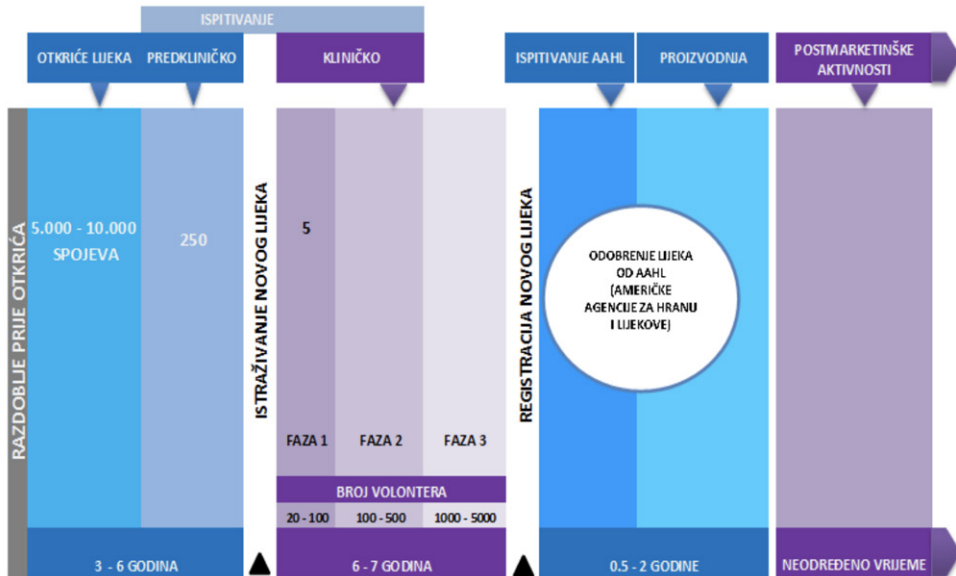 ISPITIVANJE
OTKRIĆE LIJEKA
PREDKLINIČKO
KLINIČKO
ISPITIVANJE AAHL
PROIZVODNJA
POSTMARKETINŠKE
AKTIVNOSTI
RAZDOBLJE PRIJE OTKRIĆA
5.000 - 10.000
SPOJEVA
250
ISTRAŽIVANJE NOVOG LIJEKA
5
FAZA 1
FAZA 2
FAZA 3
BROJ VOLONTERA
20 - 100
100 - 500
1000 - 5000
REGISTRACIJA NOVOG LIJEKA
ODOBRENJE LIJEKA
OD AAHL
(AMERIČKE
AGENCIJE ZA HRANU
I LIJEKOVE)
3 - 6 GODINA
6 - 7 GODINA
0.5 - 2 GODINE
NEODREĐENO VRIJEME